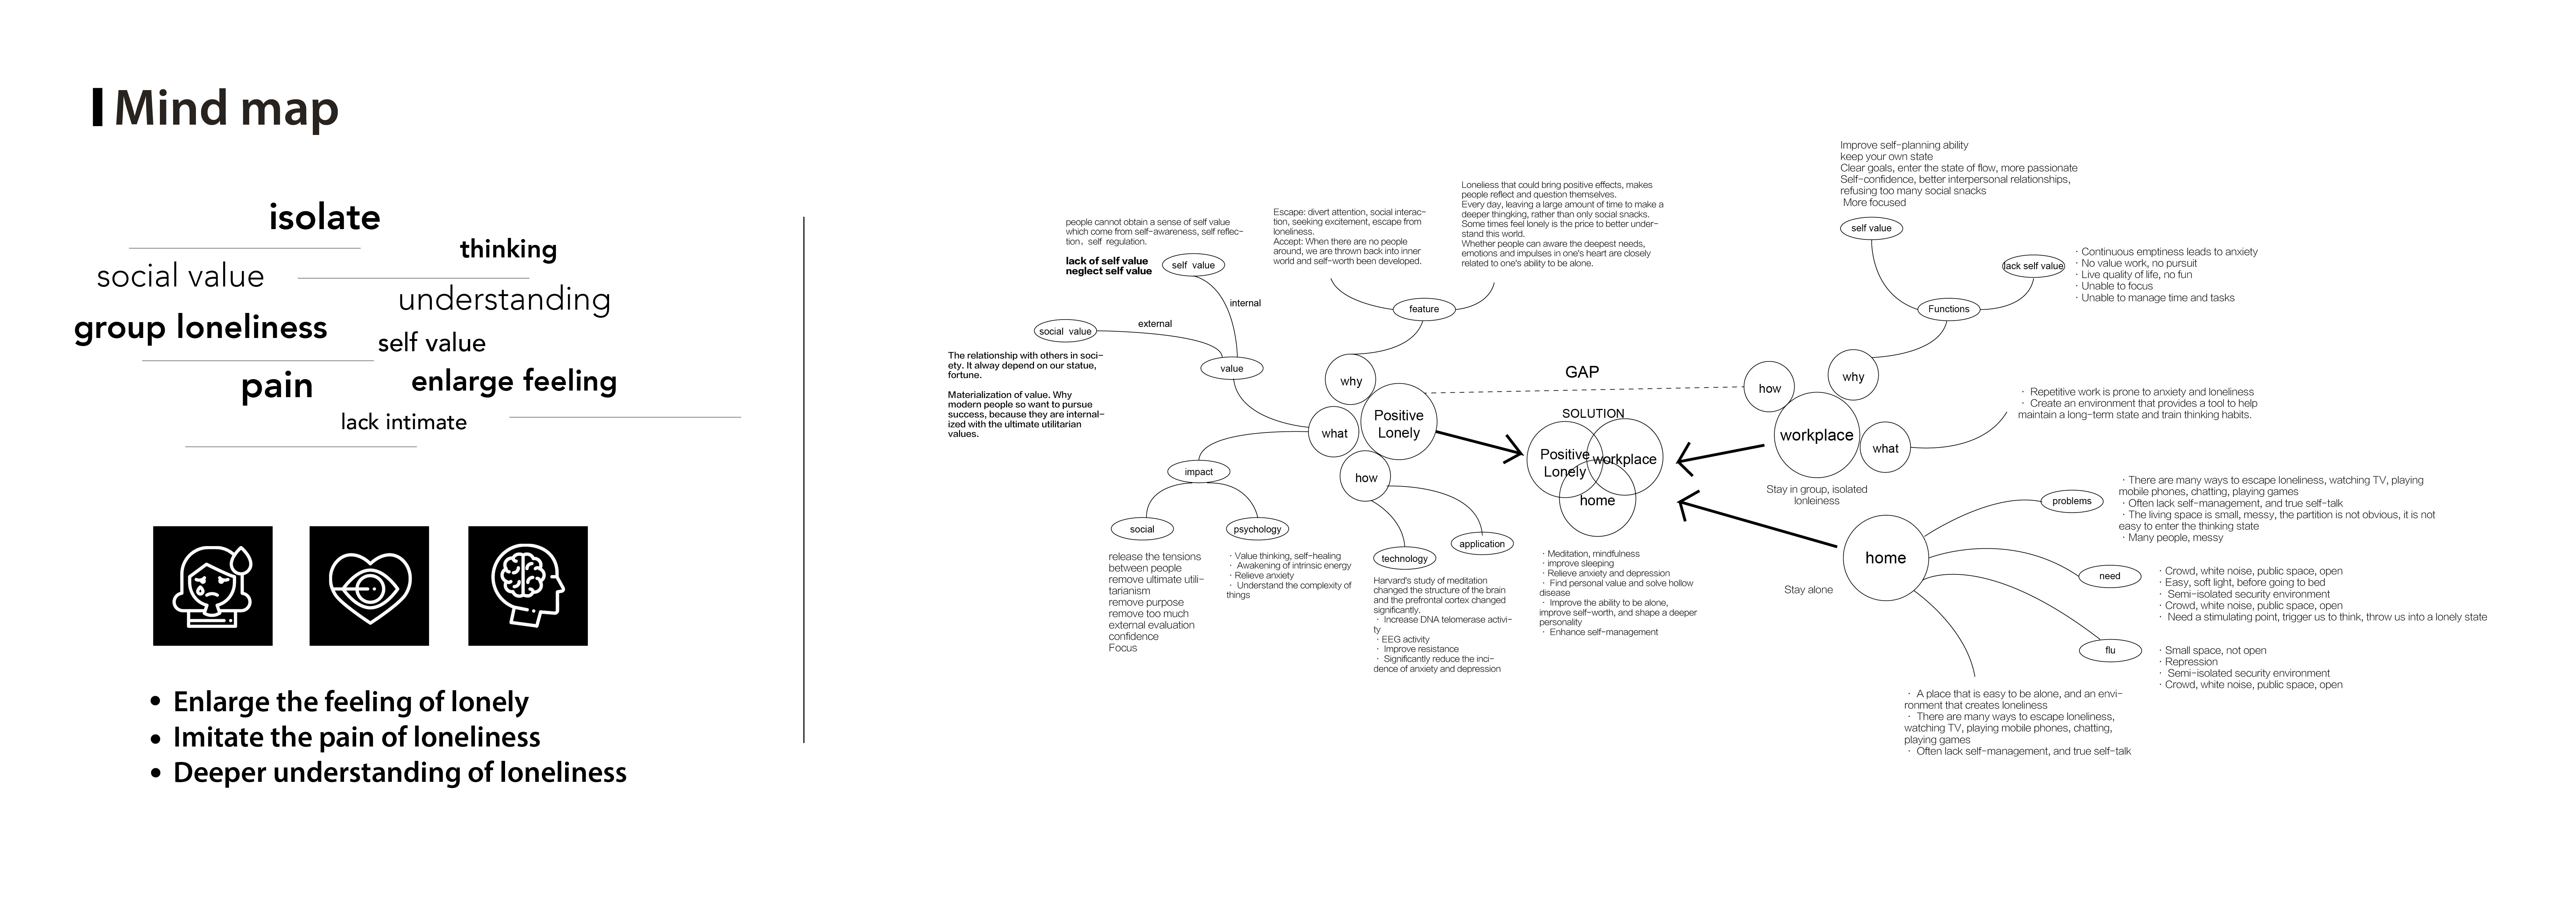 Mind map
isolate
thinking
social value
understanding
group loneliness
self value
pain
enlarge feeling
lack intimate
• Enlarge the feeling of lonely
• Imitate the pain of loneliness
• Deeper understanding of loneliness
people cannot obtain a sense of self value
which come from self-awareness, self reflec-
tion, self regulation.
lack of self value
neglect self value
self value
internal
external
social value
The relationship with others in soci-
ety. It alway depend on our statue,
fortune.
Materialization of value. Why
modern people so want to pursue
success, because they are internal-
ized with the ultimate utilitarian
values.
value
Escape: divert attention, social interac-
tion, seeking excitement, escape from
loneliness.
Accept: When there are no people
around, we are thrown back into inner
world and self-worth been developed.
Loneliess that could bring positive effects, makes
people reflect and question themselves.
Every day, leaving a large amount of time to make a
deeper thingking, rather than only social snacks.
Some times feel lonely is the price to better under-
stand this world.
Whether people can aware the deepest needs,
emotions and impulses in one's heart are closely
related to one's ability to be alone.
feature
why
Positive
Lonely
what
how
impact
social
psychology
release the tensions
between people
remove ultimate utili-
tarianism
remove purpose
remove too much
external evaluation
confidence
Focus
· Value thinking, self-healing
· Awakening of intrinsic energy
· Relieve anxiety
· Understand the complexity of
things
technology
application
Harvard's study of meditation
changed the structure of the brain
and the prefrontal cortex changed
significantly.
· Increase DNA telomerase activi-
ty
· EEG activity
· Improve resistance
· Significantly reduce the inci-
dence of anxiety and depression
GAP
SOLUTION
Positive
Lonely
workplace
home
· Meditation, mindfulness
· improve sleeping
· Relieve anxiety and depression
· Find personal value and solve hollow
disease
· Improve the ability to be alone,
improve self-worth, and shape a deeper
personality
· Enhance self-management
Improve self-planning ability
keep your own state
Clear goals, enter the state of flow, more passionate
Self-confidence, better interpersonal relationships,
refusing too many social snacks
More focused
self value
lack self value
· Continuous emptiness leads to anxiety
· No value work, no pursuit
· Live quality of life, no fun
· Unable to focus
· Unable to manage time and tasks
Functions
how
why
workplace
what
Stay in group, isolated
lonleiness
· Repetitive work is prone to anxiety and loneliness
· Create an environment that provides a tool to help
maintain a long-term state and train thinking habits.
home
Stay alone
problems
· There are many ways to escape loneliness, watching TV, playing
mobile phones, chatting, playing games
· Often lack self-management, and true self-talk
· The living space is small, messy, the partition is not obvious, it is not
easy to enter the thinking state
· Many people, messy
need
· Crowd, white noise, public space, open
· Easy, soft light, before going to bed
· Semi-isolated security environment
· Crowd, white noise, public space, open
· Need a stimulating point, trigger us to think, throw us into a lonely state
flu
· Small space, not open
· Repression
· Semi-isolated security environment
· Crowd, white noise, public space, open
· A place that is easy to be alone, and an envi-
ronment that creates loneliness
· There are many ways to escape loneliness,
watching TV, playing mobile phones, chatting,
playing games
· Often lack self-management, and true self-talk